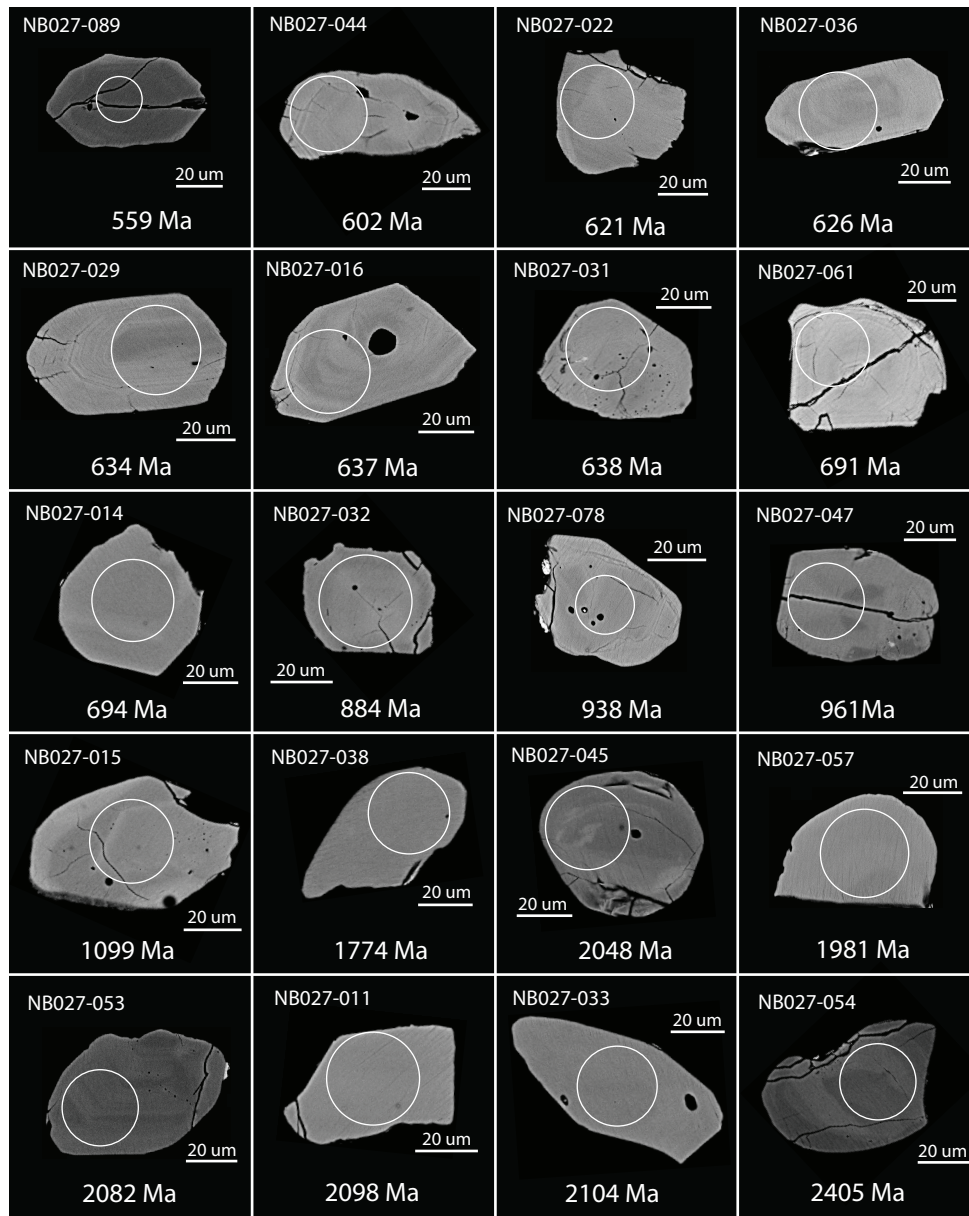 NB027-089
20 um
559 Ma
NB027-044
20 um
602 Ma
NB027-022
20 um
621 Ma
NB027-036
20 um
626 Ma
NB027-029
20 um
634 Ma
NB027-016
20 um
637 Ma
NB027-031
20 um
638 Ma
NB027-061
20 um
691 Ma
NB027-014
20 um
694 Ma
NB027-032
20 um
884 Ma
NB027-078
20 um
938 Ma
NB027-047
20 um
961Ma
NB027-015
20 um
1099 Ma
NB027-038
20 um
1774 Ma
NB027-045
20 um
2048 Ma
NB027-057
20 um
1981 Ma
NB027-053
20 um
2082 Ma
NB027-011
20 um
2098 Ma
NB027-033
20 um
2104 Ma
NB027-054
20 um
2405 Ma